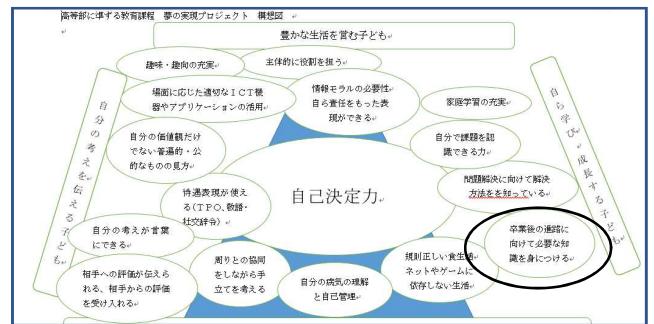 高等部に準ずる教育課程　夢の実現プロジェクト　構想図
豊かな生活を営む子ども
趣味・趣向の充実
主体的に役割を担う
場面に応じた適切なＩＣＴ機
器やアプリケーションの活用
情報モラルの必要性
自ら責任をもった表
現ができる
家庭学習の充実
自分の考えを伝える子ども
自ら学び、成長する子ども
自分の価値観だけ
でない普遍的・公
的なものの見方
自分で課題を認
識できる力
待遇表現が使え
る（ＴＰＯ、敬語・
社交辞令）
自己決定力
問題解決に向けて解決
方法をを知っている
自分の考えが言葉
にできる
卒業後の進路に
向けて必要な知
識を身につける
相手への評価が伝えら
れる、相手からの評価
を受け入れる
周りとの協同
をしながら手
立てを考える
自分の病気の理解
と自己管理
規則正しい食生活
ネットやゲームに
依存しない生活